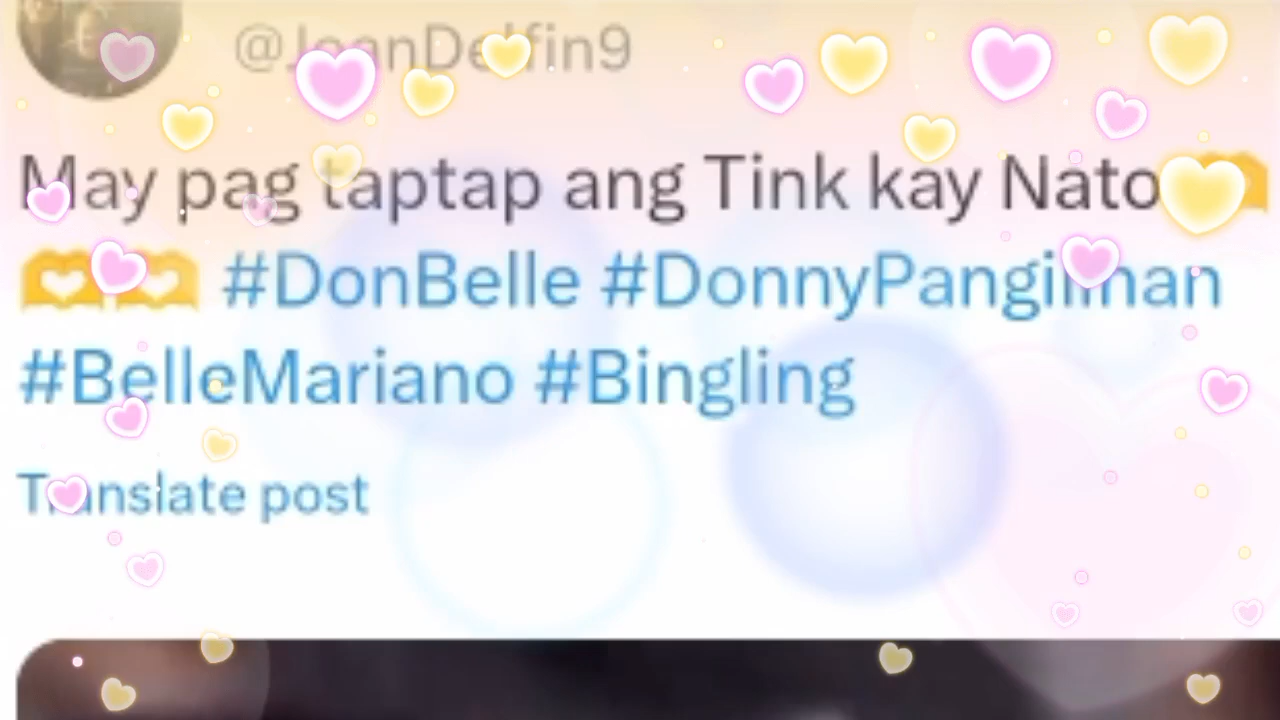 @JoanDelfin9
May pag taptap ang Tink kay Nato🫶
🫶🫶 #DonBelle #DonnyPangilinan
#BelleMariano #Bingling
Translate post